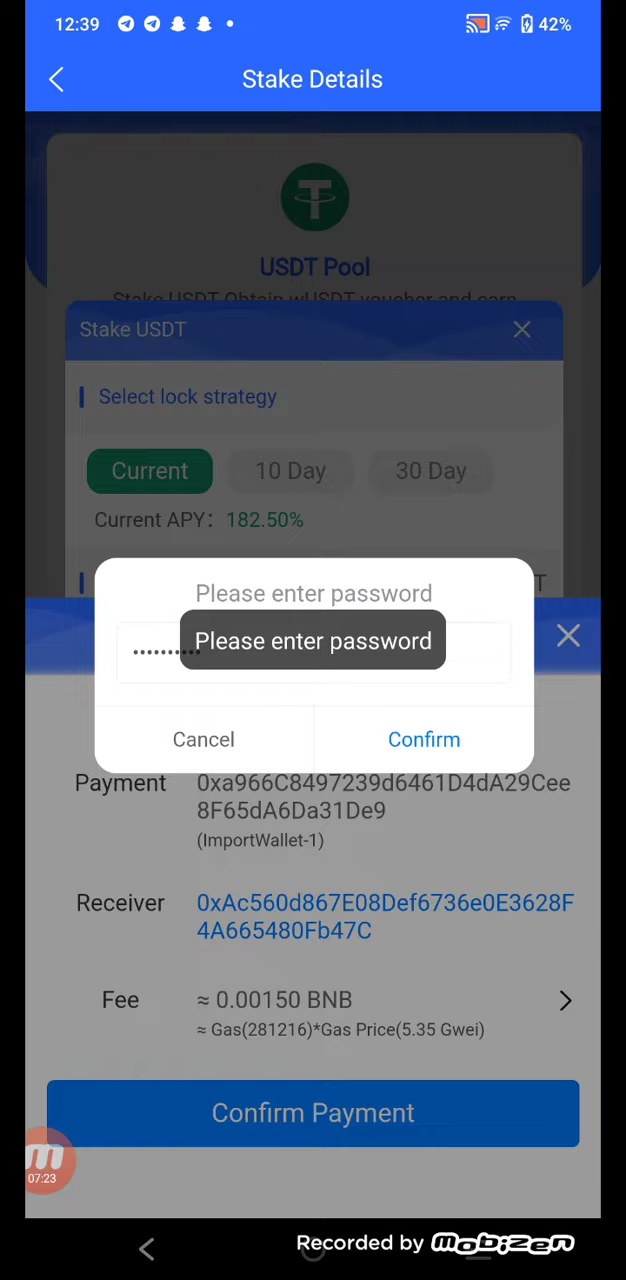 12:39
42%
Stake Details
USDT Pool
Stake USDT Obtain wUSDT voucher and earn
Stake USDT
Select lock strategy
Current
10 Day
30 Day
Current APY: 182.50%
T
Please enter password
Please enter password
Cancel
Confirm
Payment
0xa966C8497239d6461D4dA29Cee
8F65dA6Da31De9
(ImportWallet-1)
Receiver
0xAc560d867E08Def6736e0E3628F
4A665480Fb47C
Fee
≈ 0.00150 BNB
≈ Gas(281216)*Gas Price(5.35 Gwei)
Confirm Payment
07:23
Recorded by mobizen